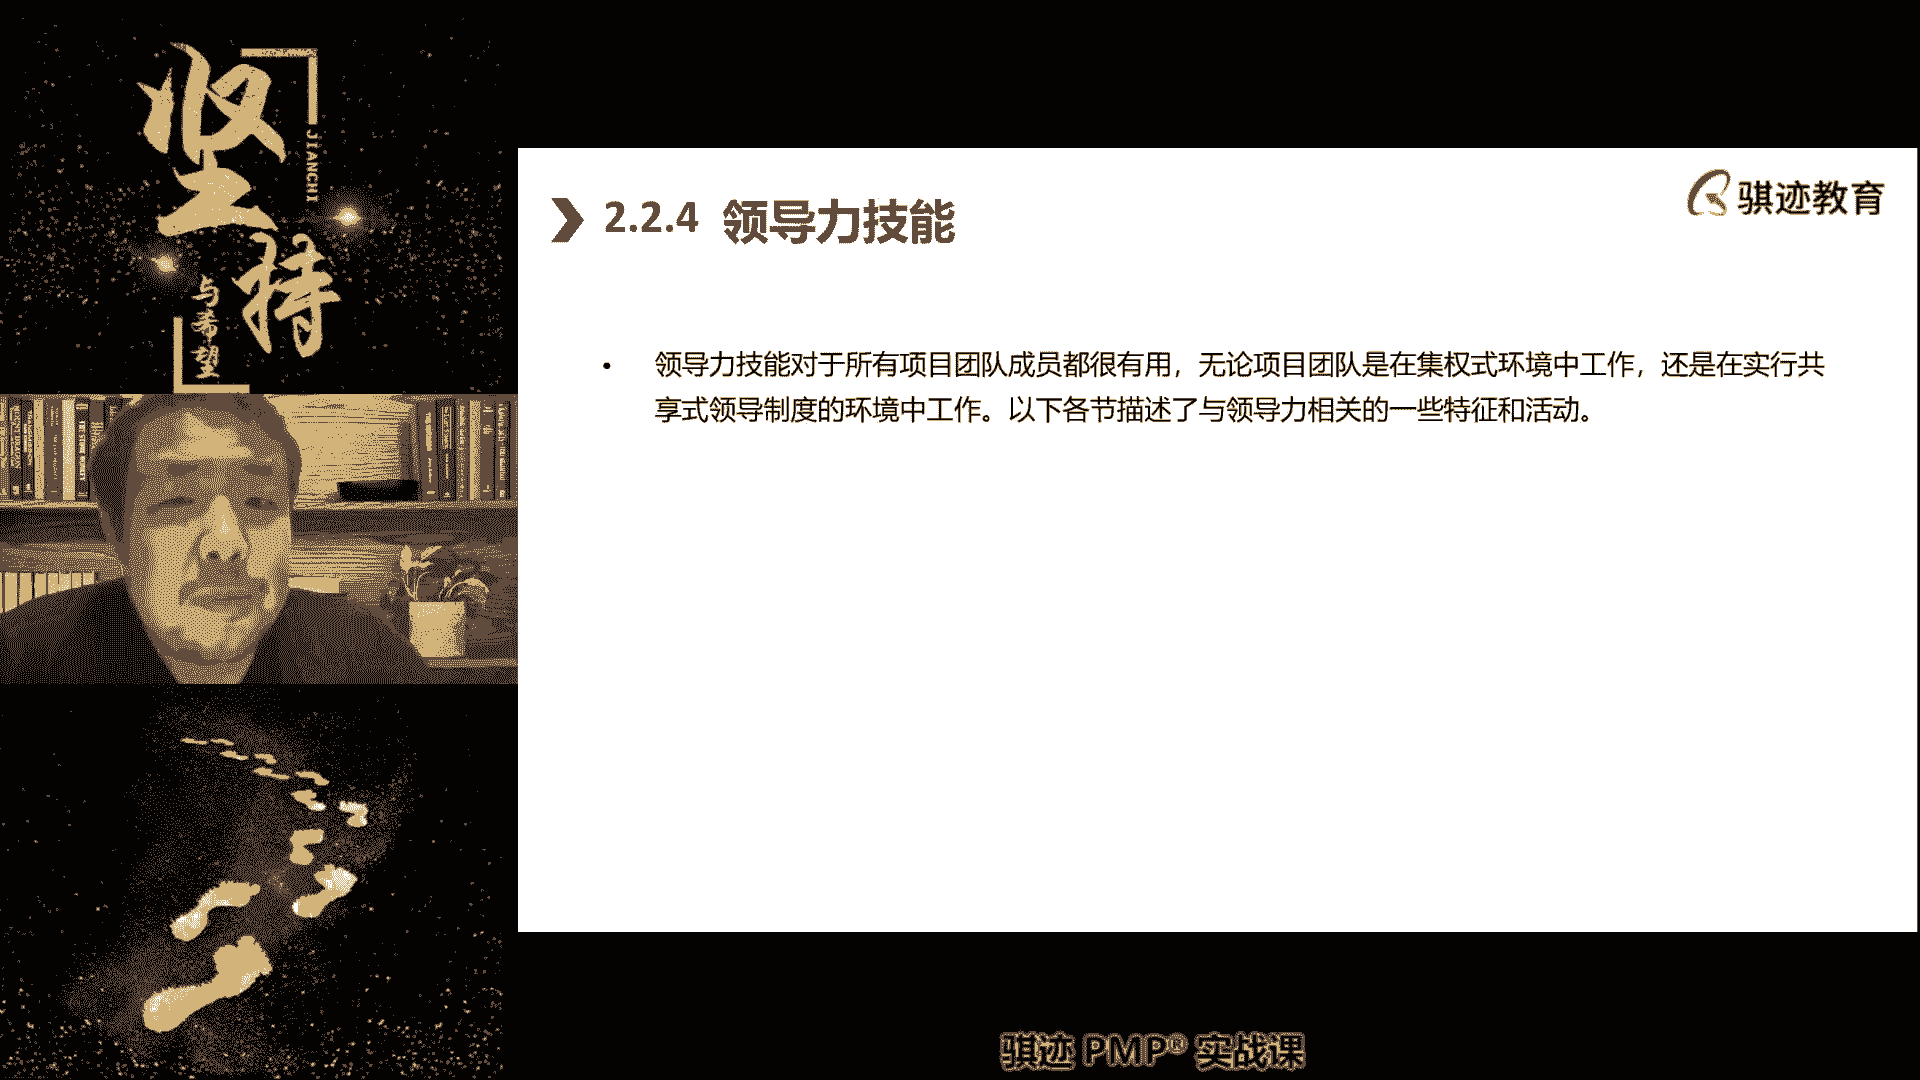 坚持
JIANCHI
与希望
骐迹教育
2.2.4 领导力技能
• 领导力技能对于所有项目团队成员都很有用，无论项目团队是在集权式环境中工作，还是在实行共
享式领导制度的环境中工作。以下各节描述了与领导力相关的一些特征和活动。
骐迹 PMP® 实战课